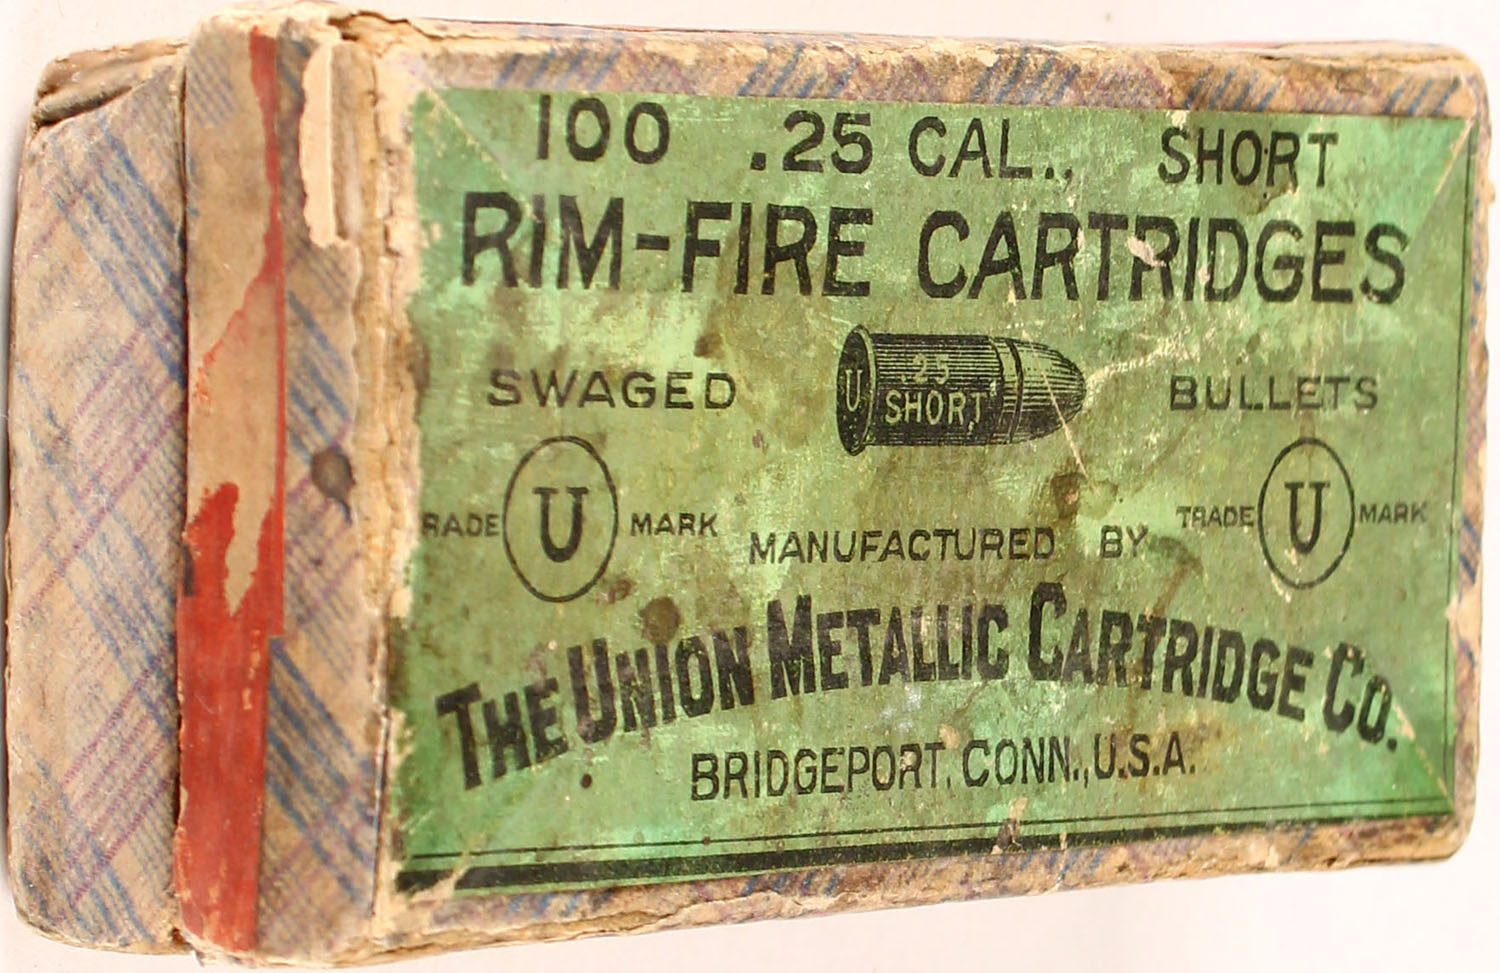 100 .25 CAL., SHORT
RIM-FIRE CARTRIDGES
SWAGED BULLETS
U 25 SHORT
RADE U MARK
TRADE U MARK
MANUFACTURED BY
THE UNION METALLIC CARTRIDGE CO.
BRIDGEPORT, CONN., U.S.A.